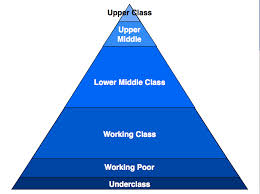 Upper Class
Upper
Middle
Lower Middle Class
Working Class
Working Poor
Underclass